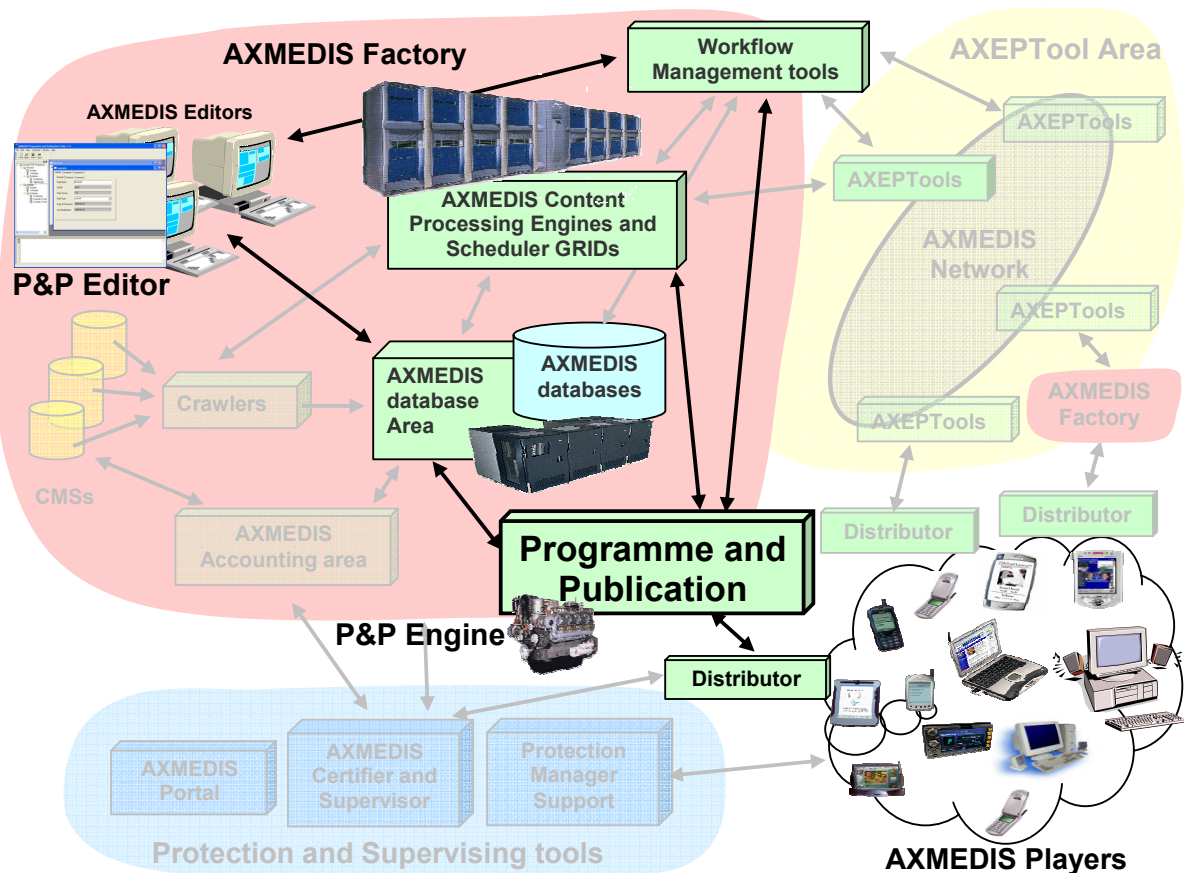 AXMEDIS Factory
Workflow
Management tools
AXEPTool Area
AXMEDIS Editors
AXEPTools
AXEPTools
AXMEDIS Content
Processing Engines and
Scheduler GRIDs
AXMEDIS
Network
P&P Editor
AXEPTools
AXMEDIS
database
Area
AXMEDIS
databases
Crawlers
AXMEDIS
Factory
AXEPTools
CMSs
AXMEDIS
Accounting area
Distributor
Distributor
Programme and
Publication
P&P Engine
Distributor
AXMEDIS
Portal
AXMEDIS
Certifier and
Supervisor
Protection
Manager
Support
Protection and Supervising tools
AXMEDIS Players